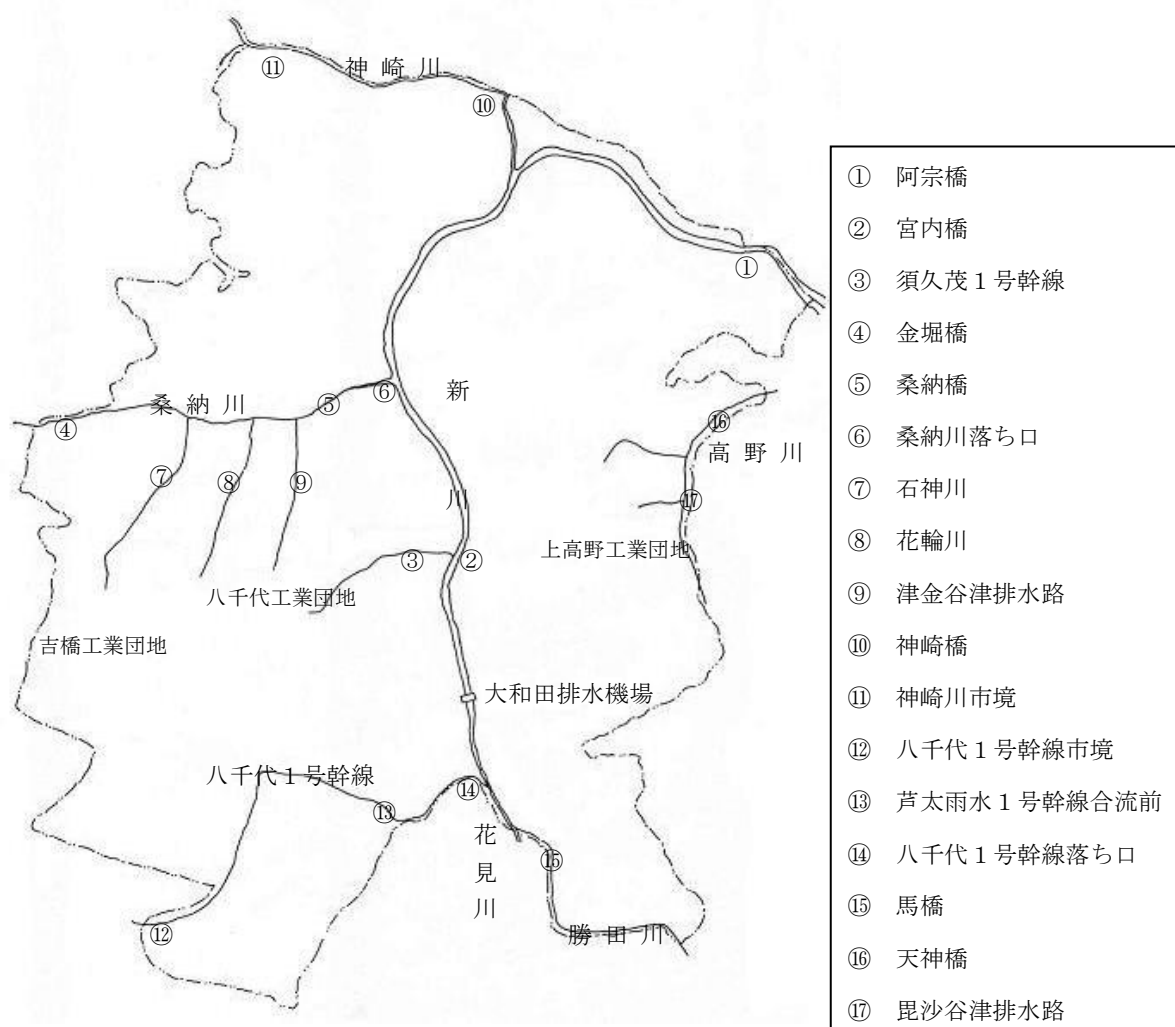 ⑪
神崎川
⑩
①
桑納川
④
⑤
⑥
新川
⑦
⑧
⑨
⑯
高野川
⑰
上高野工業団地
③
②
八千代工業団地
吉橋工業団地
大和田排水機場
八千代1号幹線
⑬
⑭
花見川
⑮
⑫
勝田川
① 阿宗橋
② 宮内橋
③ 須久茂1号幹線
④ 金堀橋
⑤ 桑納橋
⑥ 桑納川落ち口
⑦ 石神川
⑧ 花輪川
⑨ 津金谷津排水路
⑩ 神崎橋
⑪ 神崎川市境
⑫ 八千代1号幹線市境
⑬ 芦太雨水1号幹線合流前
⑭ 八千代1号幹線落ち口
⑮ 馬橋
⑯ 天神橋
⑰ 毘沙谷津排水路